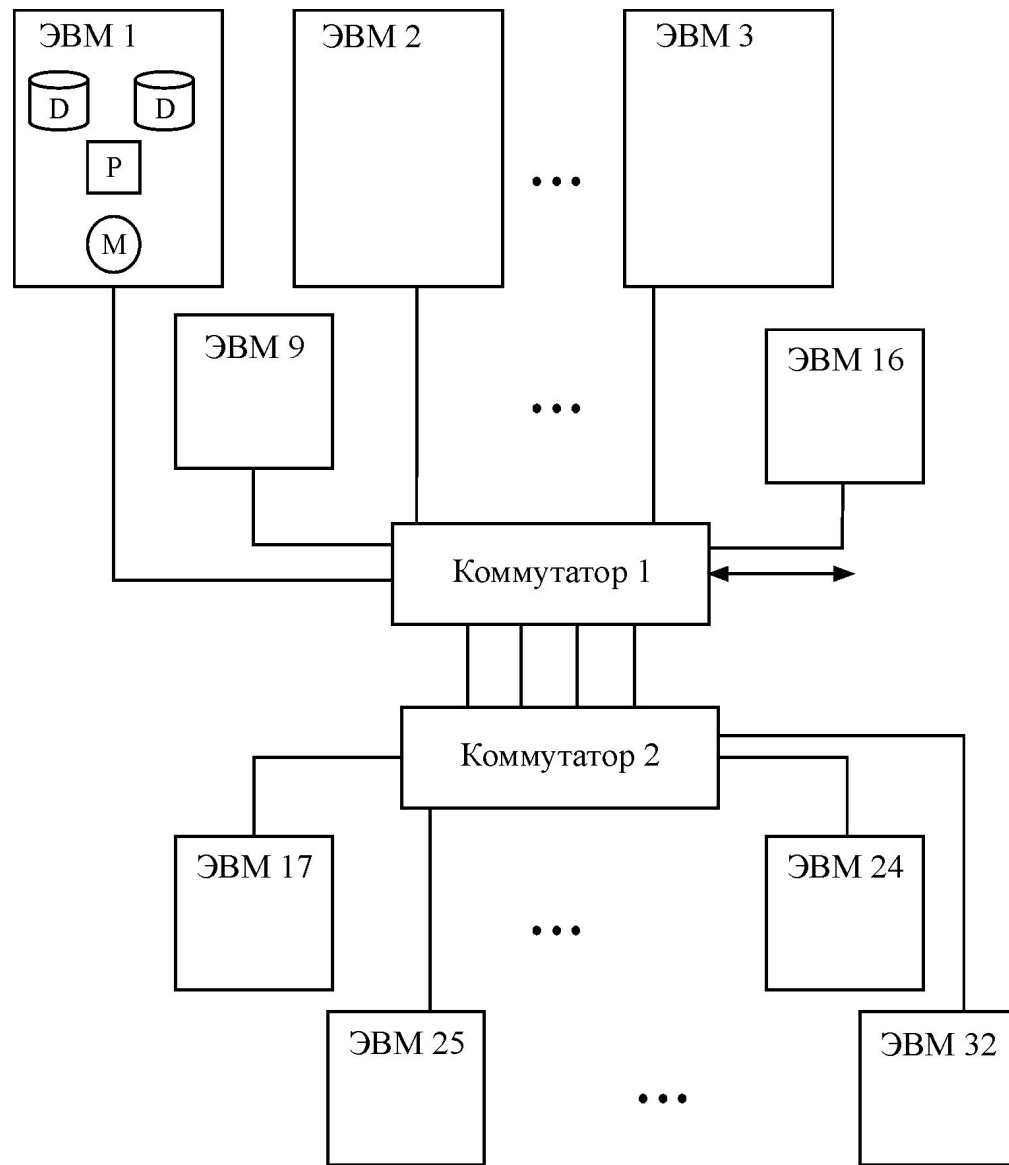 ЭВМ 1
ЭВМ 2
ЭВМ 3
D
D
P
M
...
ЭВМ 9
ЭВМ 16
...
Коммутатор 1
Коммутатор 2
ЭВМ 17
ЭВМ 24
...
ЭВМ 25
ЭВМ 32
...